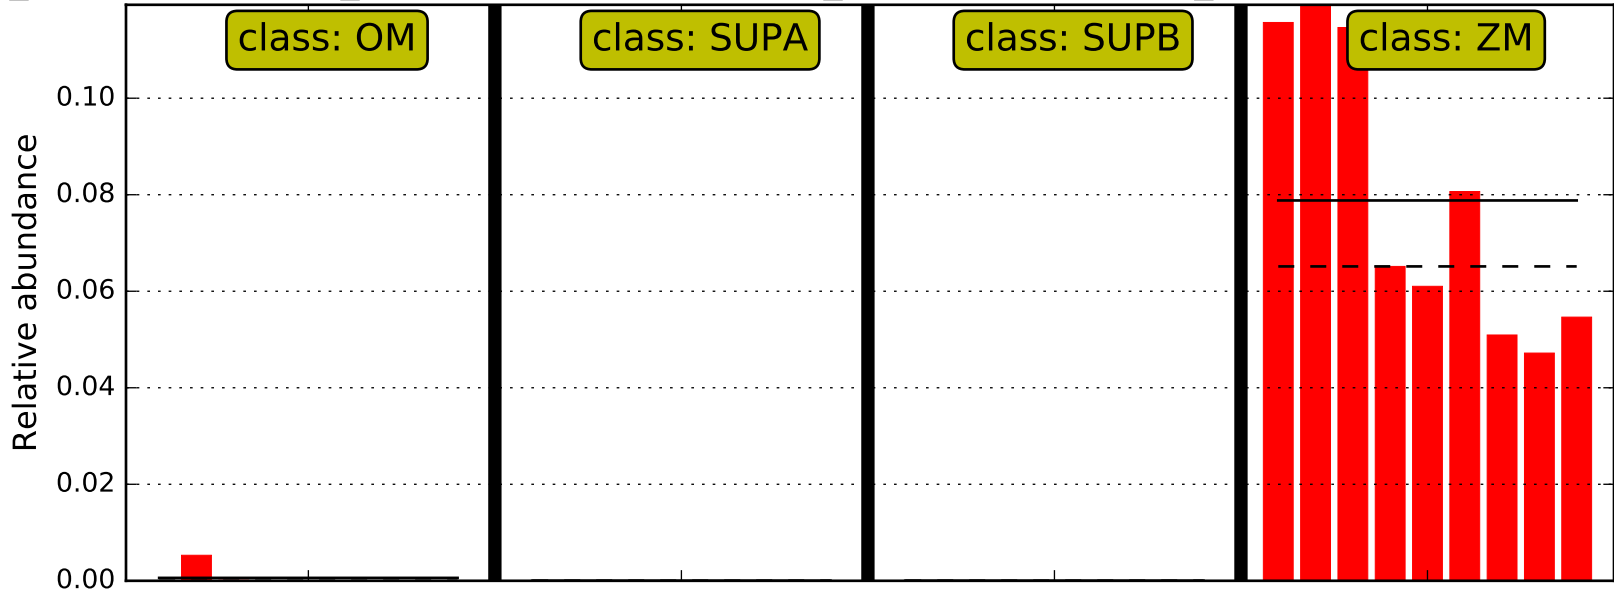 class: OM
class: SUPA
class: SUPB
class: ZM
Relative abundance
0.10
0.08
0.06
0.04
0.02
0.00